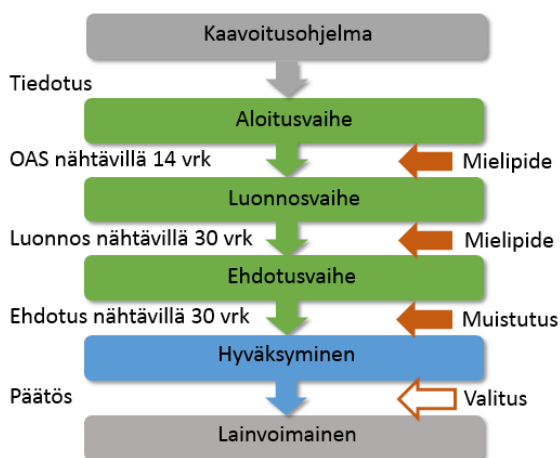 Kaavoitusohjelma
Tiedotus
Aloitusvaihe
OAS nähtävillä 14 vrk
Mielipide
Luonnosvaihe
Luonnos nähtävillä 30 vrk
Mielipide
Ehdotusvaihe
Ehdotus nähtävillä 30 vrk
Muistutus
Hyväksyminen
Päätös
Valitus
Lainvoimainen